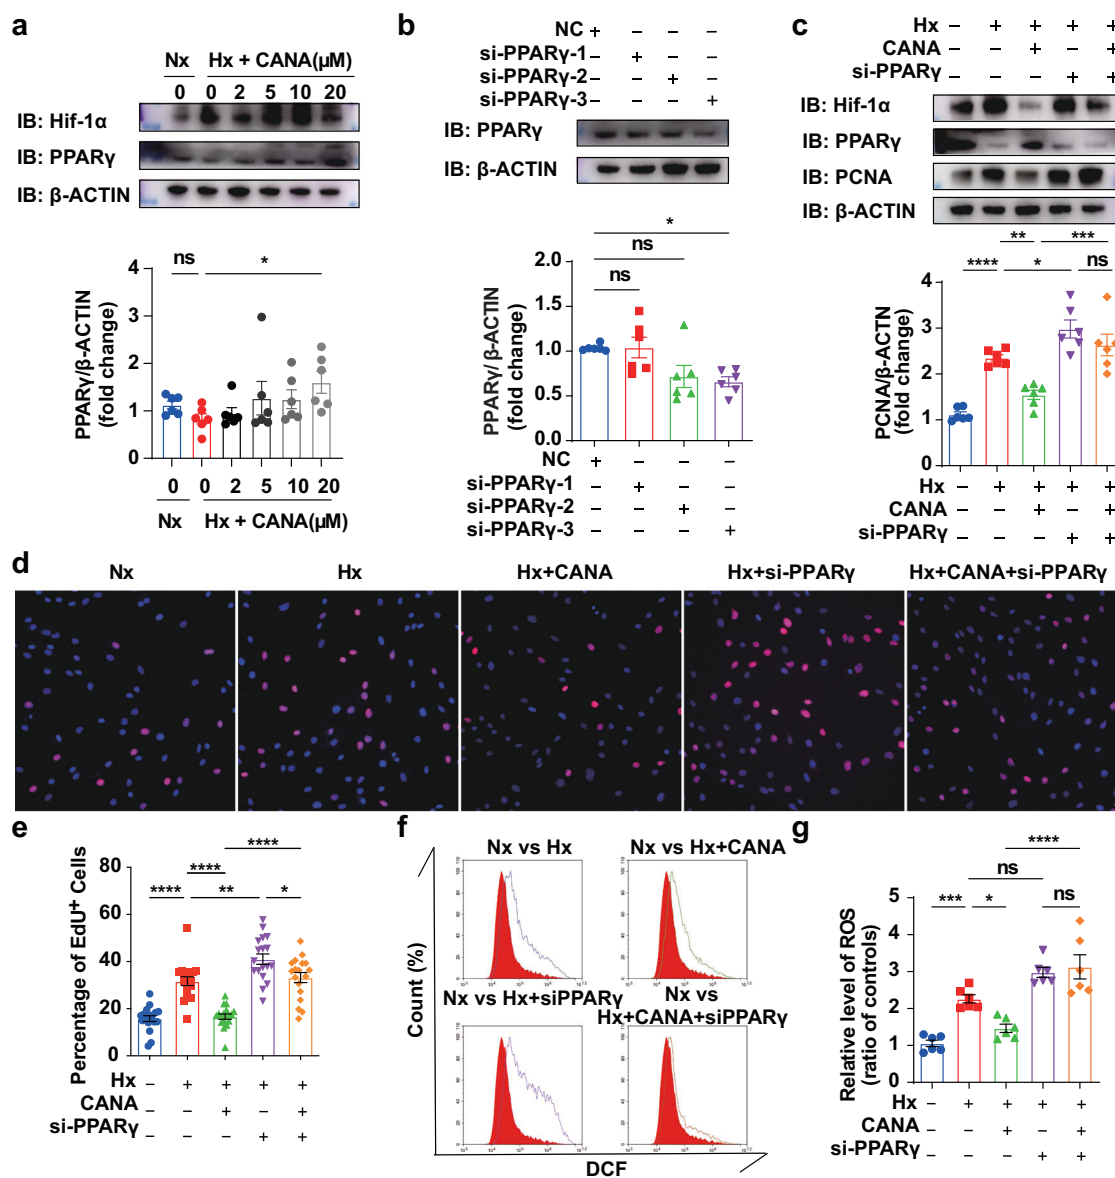 a
Nx Hx + CANA(µM)
0 0 2 5 10 20
IB: Hif-1α
IB: PPARγ
IB: β-ACTIN
PPARγ/β-ACTIN
(fold change)
4
3
2
1
0
ns
*
0 0 2 5 10 20
Nx Hx + CANA(µM)
b
NC + – – –
si-PPARγ-1 – + – –
si-PPARγ-2 – – + –
si-PPARγ-3 – – – +
IB: PPARγ
IB: β-ACTIN
*
ns
ns
PPARγ/β-ACTIN
(fold change)
2.0
1.5
1.0
0.5
0.0
NC + – – –
si-PPARγ-1 – + – –
si-PPARγ-2 – – + –
si-PPARγ-3 – – – +
c
Hx – + + + +
CANA – – + – +
si-PPARγ – – – + +
IB: Hif-1α
IB: PPARγ
IB: PCNA
IB: β-ACTIN
** ***
**** * ns
PCNA/β-ACTN
(fold change)
4
3
2
1
0
Hx – + + + +
CANA – – + – +
si-PPARγ – – – + +
d
Nx Hx Hx+CANA Hx+si-PPARγ Hx+CANA+si-PPARγ
e
Percentage of EdU+ Cells
80
60
40
20
0
****
****
**** ** *
Hx – + + + +
CANA – – + – +
si-PPARγ – – – + +
f
Nx vs Hx
Nx vs Hx+CANA
Nx vs Hx+siPPARγ
Nx vs
Hx+CANA+siPPARγ
Count (%)
DCF
g
Relative level of ROS
(ratio of controls)
5
4
3
2
1
0
****
ns
*** * ns
Hx – + + + +
CANA – – + – +
si-PPARγ – – – + +